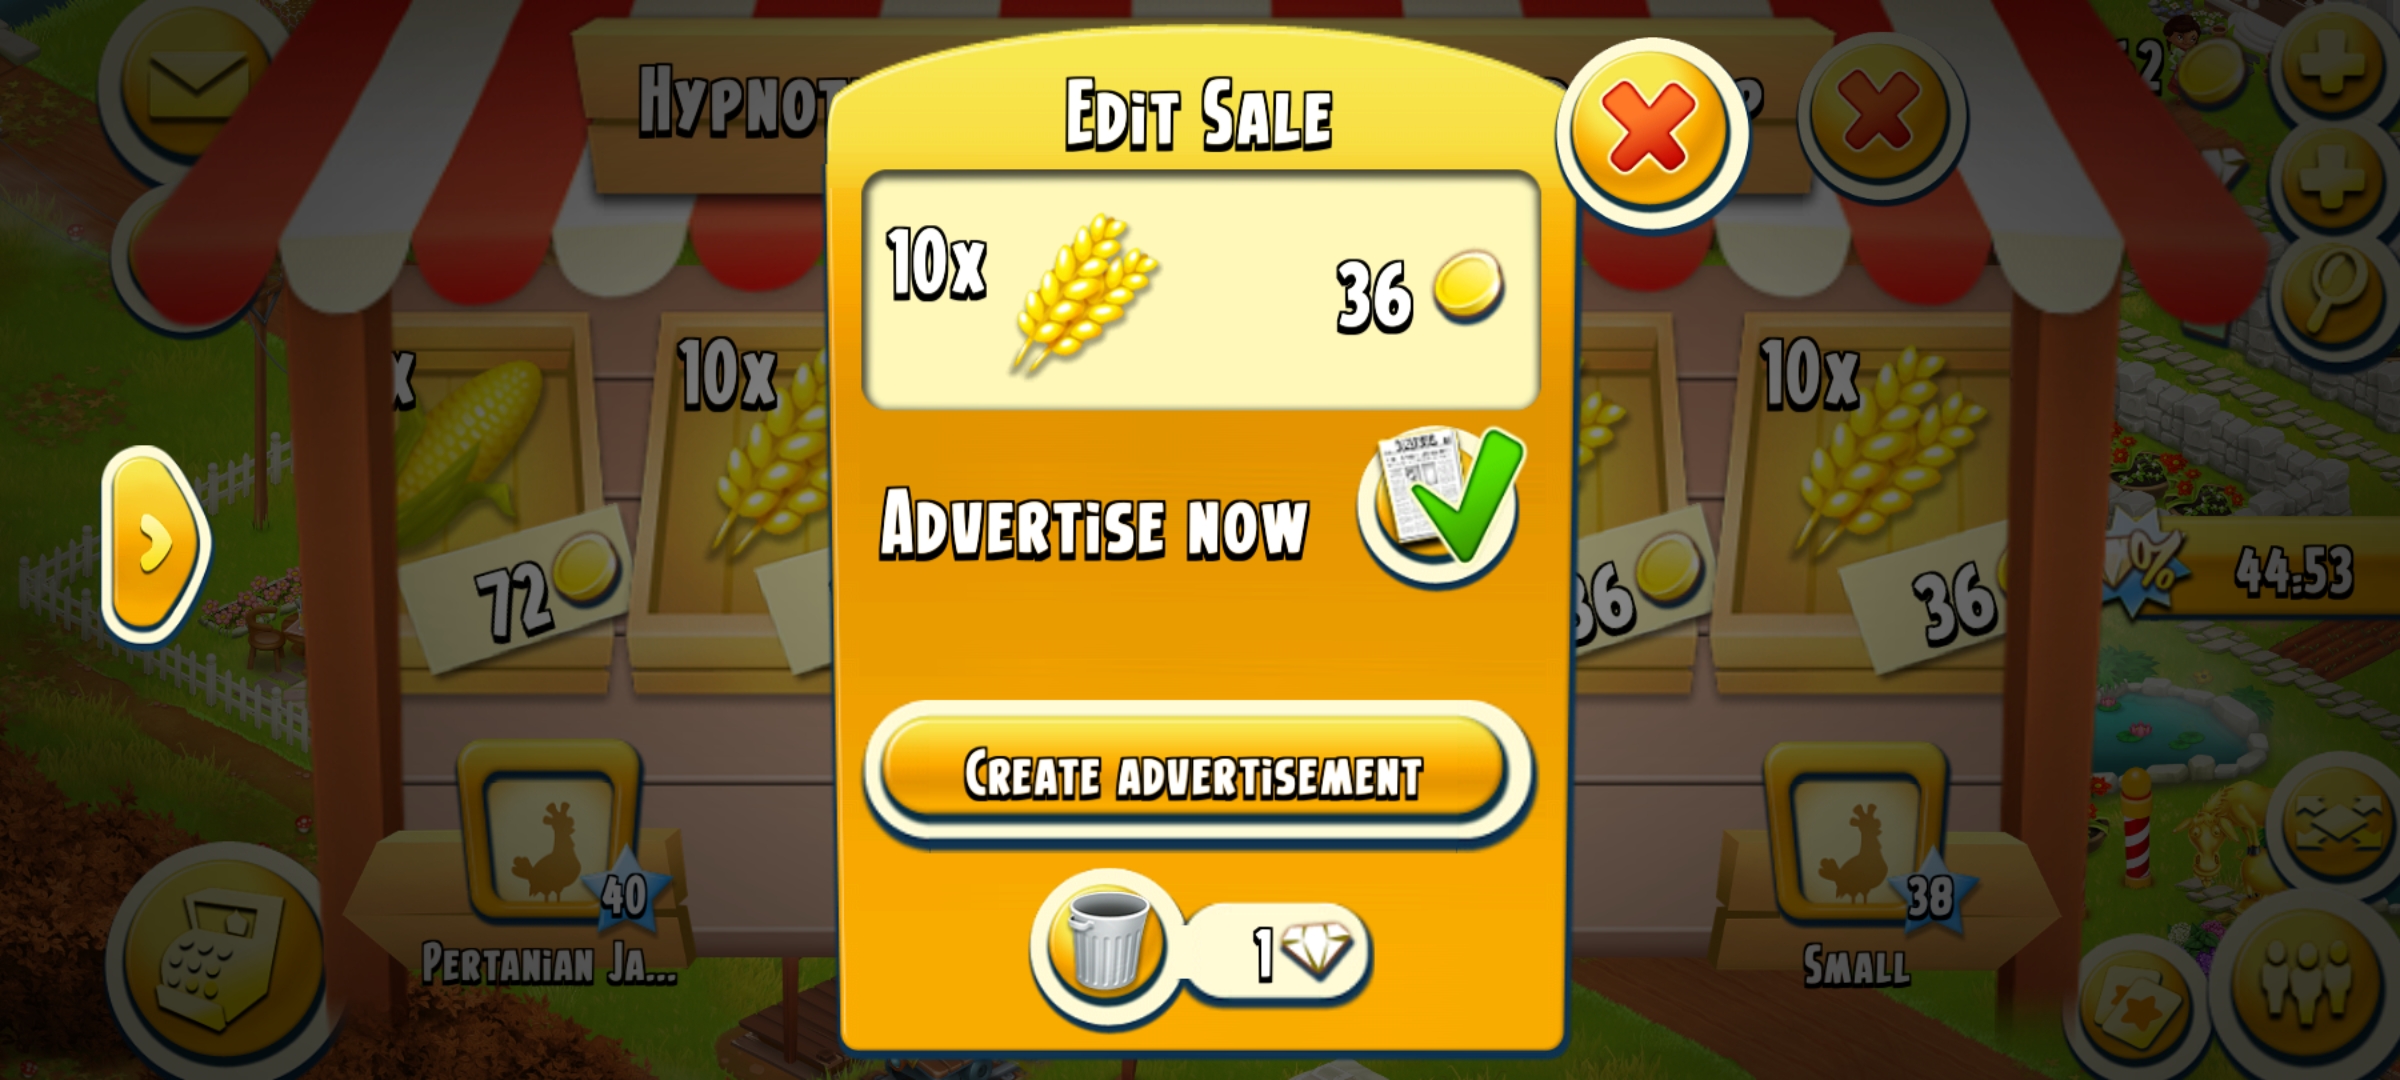 HYPNOT
EDIT SALE
10x
36
10x
10x
ADVERTISE NOW
72
36
36
44:53
CREATE ADVERTISEMENT
40
PERTANIAN JA...
1
38
SMALL